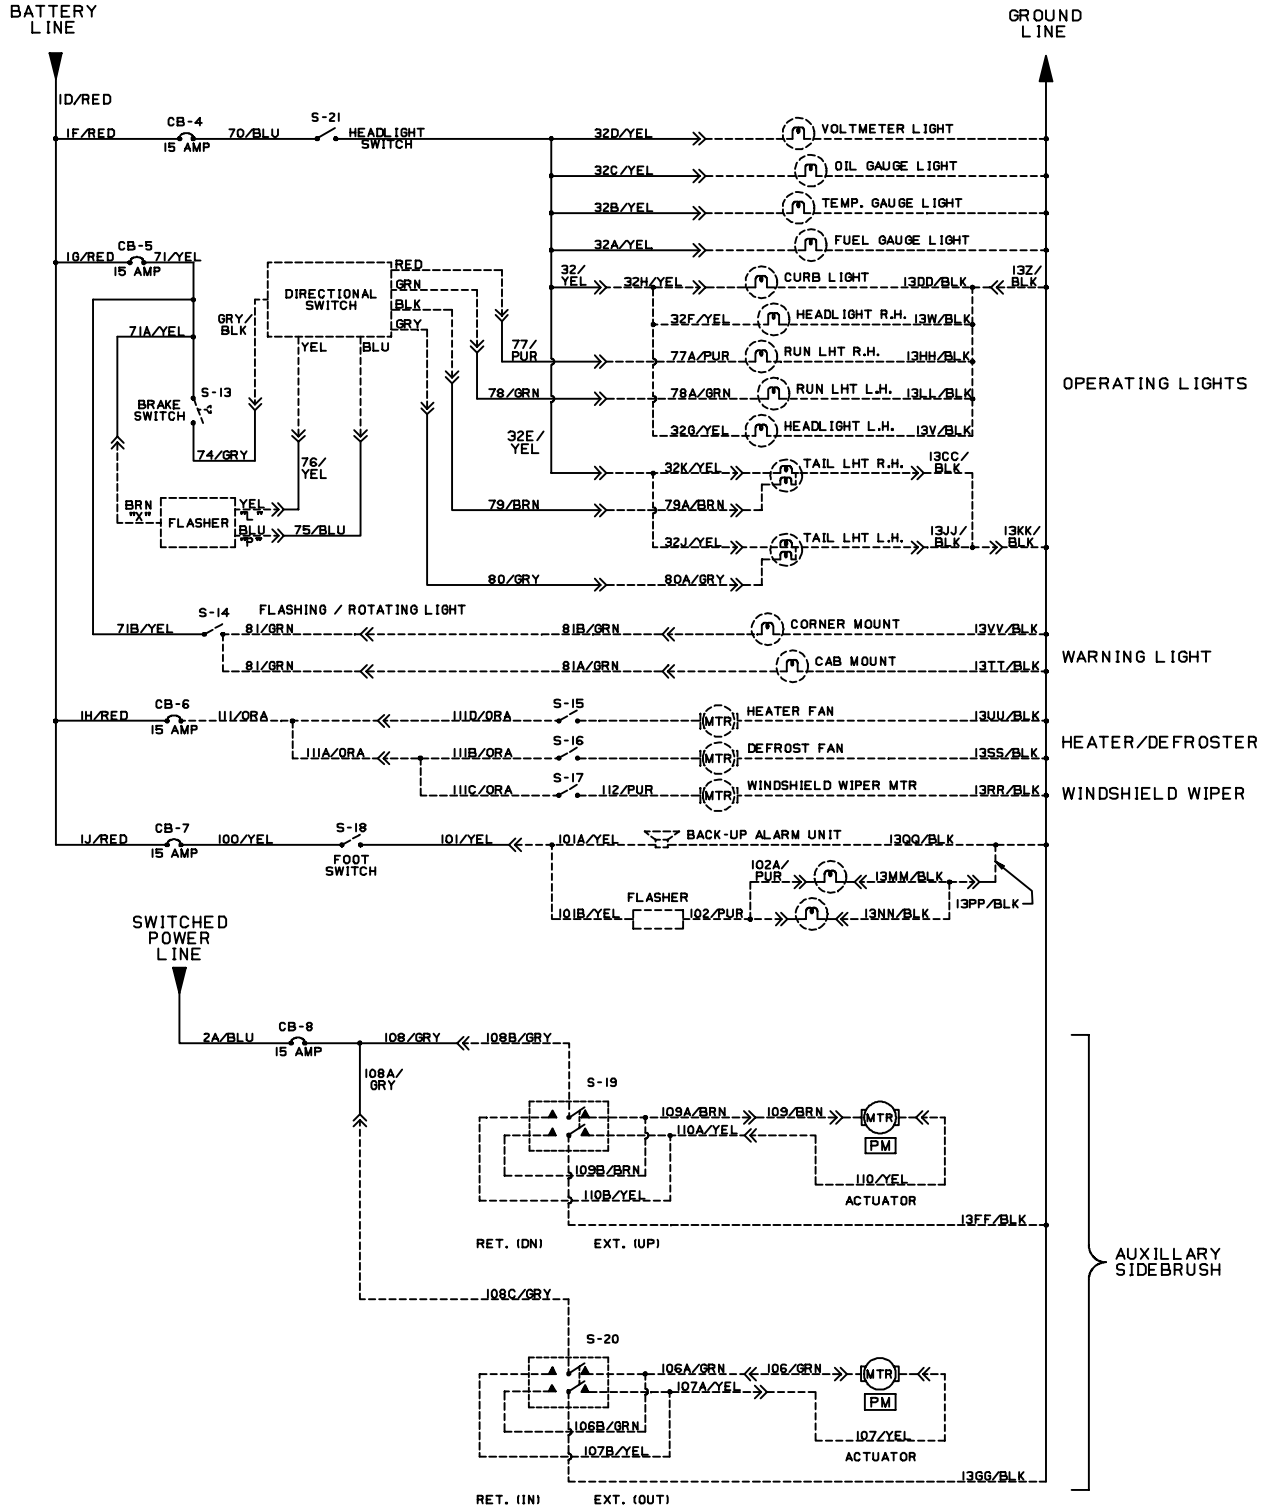 BATTERY
LINE
GROUND
LINE
1D/RED
1F/RED
CB-4
15 AMP
70/BLU
S-21
HEADLIGHT
SWITCH
32D/YEL
VOLTMETER LIGHT
32C/YEL
OIL GAUGE LIGHT
32B/YEL
TEMP. GAUGE LIGHT
32A/YEL
FUEL GAUGE LIGHT
1G/RED
CB-5
15 AMP
71/YEL
DIRECTIONAL
SWITCH
RED
GRN
BLK
GRY
GRY/
BLK
YEL
BLU
32/
YEL
32H/YEL
CURB LIGHT
13DD/BLK
13Z/
BLK
32F/YEL
HEADLIGHT R.H.
13W/BLK
71A/YEL
77/
PUR
77A/PUR
RUN LHT R.H.
13HH/BLK
OPERATING LIGHTS
S-13
BRAKE
SWITCH
78/GRN
78A/GRN
RUN LHT L.H.
13LL/BLK
32G/YEL
HEADLIGHT L.H.
13V/BLK
32E/
YEL
74/GRY
76/
YEL
32K/YEL
TAIL LHT R.H.
13CC/
BLK
BRN
"X"
FLASHER
YEL
"L"
BLU
"P"
75/BLU
79/BRN
79A/BRN
32J/YEL
TAIL LHT L.H.
13JJ/
BLK
13KK/
BLK
80/GRY
80A/GRY
71B/YEL
S-14
FLASHING / ROTATING LIGHT
81/GRN
81B/GRN
CORNER MOUNT
13VV/BLK
81/GRN
81A/GRN
CAB MOUNT
13TT/BLK
WARNING LIGHT
1H/RED
CB-6
15 AMP
111/ORA
111D/ORA
S-15
MTR
HEATER FAN
13UU/BLK
111A/ORA
111B/ORA
S-16
MTR
DEFROST FAN
13SS/BLK
HEATER/DEFROSTER
111C/ORA
S-17
112/PUR
MTR
WINDSHIELD WIPER MTR
13RR/BLK
WINDSHIELD WIPER
1J/RED
CB-7
15 AMP
100/YEL
S-18
FOOT
SWITCH
101/YEL
101A/YEL
BACK-UP ALARM UNIT
13QQ/BLK
102A/
PUR
13MM/BLK
FLASHER
101B/YEL
102/PUR
13NN/BLK
13PP/BLK
SWITCHED
POWER
LINE
2A/BLU
CB-8
15 AMP
108/GRY
108B/GRY
108A/
GRY
S-19
109A/BRN
109/BRN
MTR
PM
110A/YEL
109B/BRN
110B/YEL
110/YEL
ACTUATOR
13FF/BLK
RET. (DN)
EXT. (UP)
AUXILLARY
SIDEBRUSH
108C/GRY
S-20
106A/GRN
106/GRN
MTR
PM
107A/YEL
106B/GRN
107B/YEL
107/YEL
ACTUATOR
13GG/BLK
RET. (IN)
EXT. (OUT)